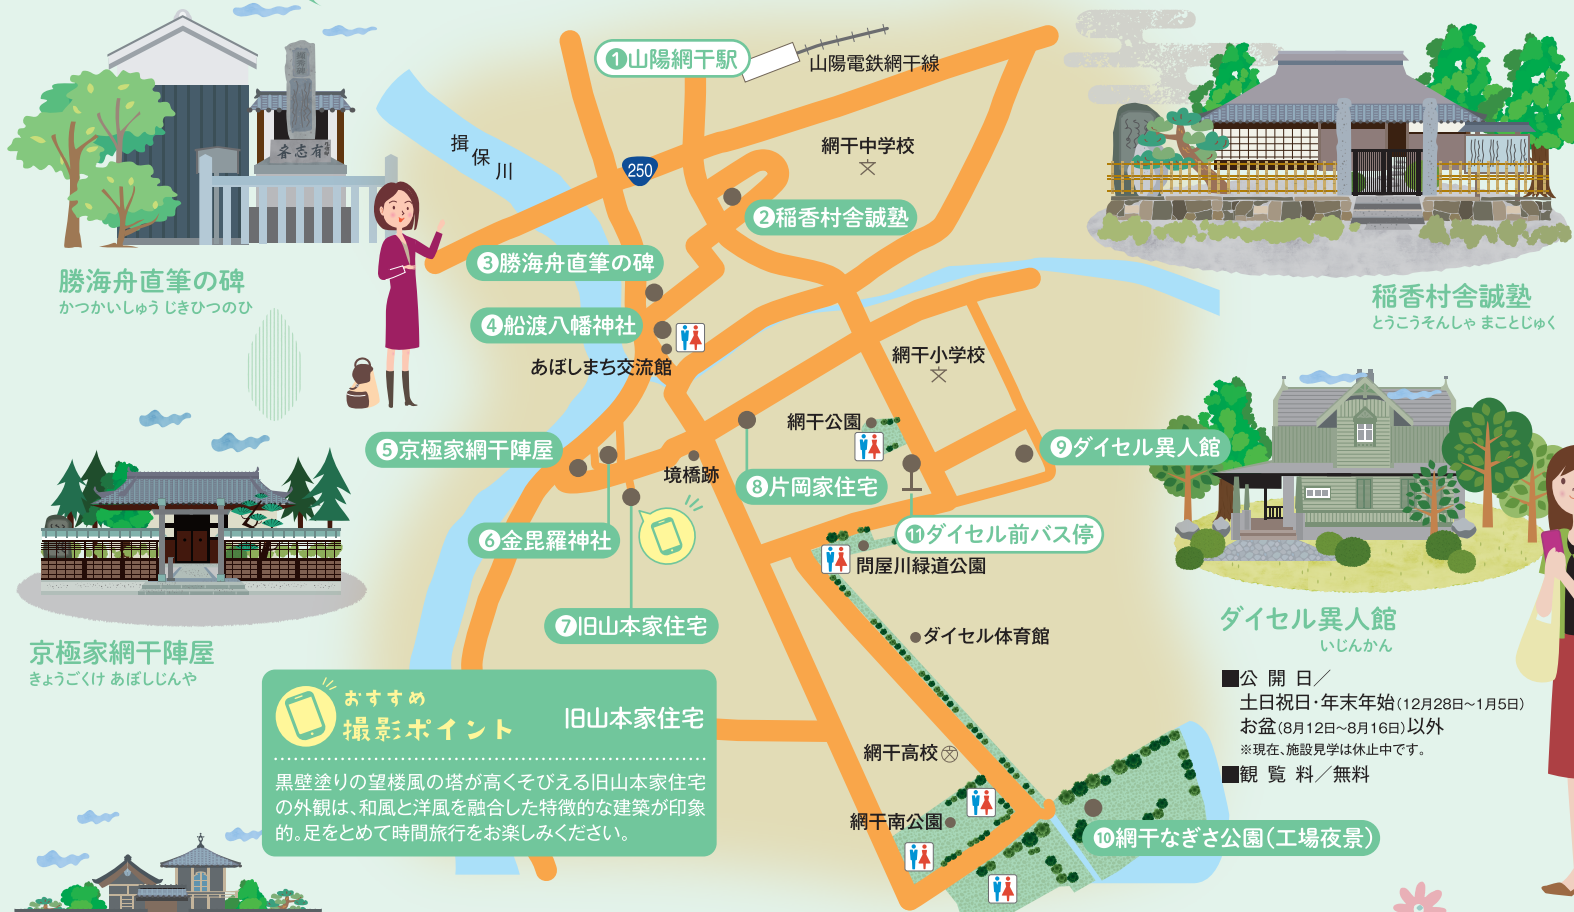 ❶山陽網干駅
山陽電鉄網干線
揖保川
250
網干中学校
❷稲香村舎誠塾
❸勝海舟直筆の碑
❹船渡八幡神社
あぼしまち交流館
網干小学校
網干公園
❺京極家網干陣屋
境橋跡
❽片岡家住宅
❾ダイセル異人館
❻金毘羅神社
⓫ダイセル前バス停
問屋川緑道公園
❼旧山本家住宅
ダイセル体育館
網干高校
網干南公園
❿網干なぎさ公園(工場夜景)
有志者
勝海舟直筆の碑
かつかいしゅう じきひつのひ
稲香村舎誠塾
とうこうそんしゃ まことじゅく
京極家網干陣屋
きょうごくけ あぼしじんや
ダイセル異人館
いじんかん
■公 開 日／
土日祝日・年末年始(12月28日〜1月5日)
お盆(8月12日〜8月16日)以外
※現在、施設見学は休止中です。
■観 覧 料／無料
おすすめ
撮影ポイント
旧山本家住宅
黒壁塗りの望楼風の塔が高くそびえる旧山本家住宅
の外観は、和風と洋風を融合した特徴的な建築が印象
的。足をとめて時間旅行をお楽しみください。